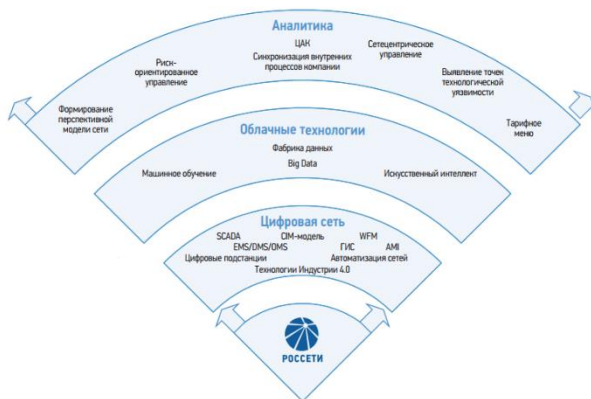 Аналитика
ЦАК
Синхронизация внутренних
процессов компании
Сетецентрическое
управление
Риск-
ориентированное
управление
Выявление точек
технологической
уязвимости
Формирование
перспективной
модели сети
Тарифное
меню
Облачные технологии
Фабрика данных
Big Data
Машинное обучение
Искусственный интеллект
Цифровая сеть
SCADA CIM-модель WFM
EMS/DMS/OMS ГИС AMI
Цифровые подстанции Автоматизация сетей
Технологии Индустрии 4.0
РОССЕТИ